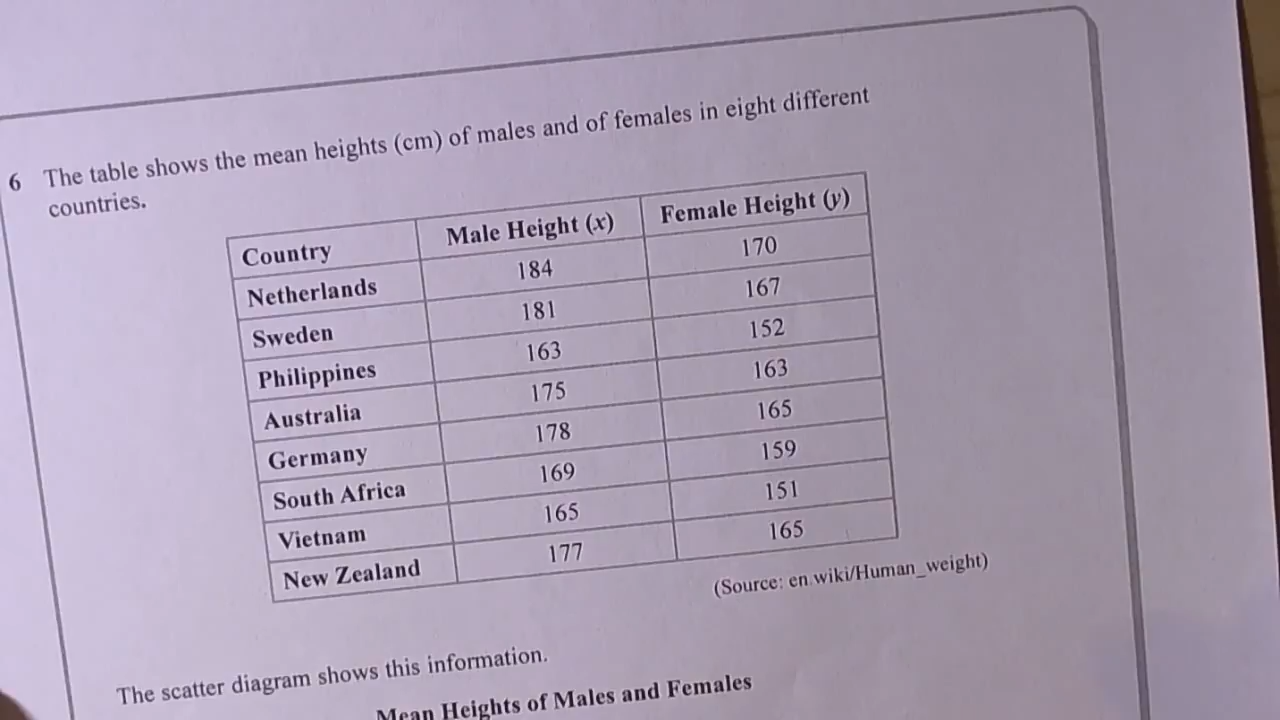 6 The table shows the mean heights (cm) of males and of females in eight different
countries.
Country Male Height (x) Female Height (y)
Netherlands 184 170
Sweden 181 167
Philippines 163 152
Australia 175 163
Germany 178 165
South Africa 169 159
Vietnam 165 151
New Zealand 177 165
(Source: en.wiki/Human_weight)
The scatter diagram shows this information.
Mean Heights of Males and Females